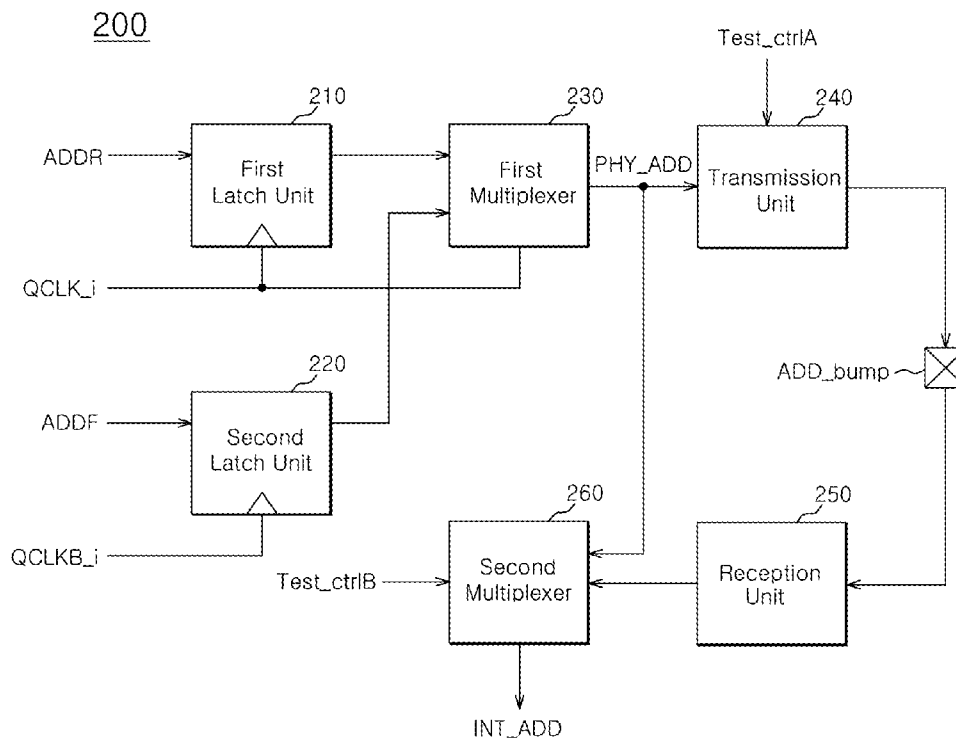 200
Test_ctrlA
210
230
240
ADDR
First
Latch Unit
First
Multiplexer
PHY_ADD
Transmission
Unit
QCLK_i
220
ADD_bump
ADDF
Second
Latch Unit
260
250
QCLKB_i
Test_ctrlB
Second
Multiplexer
Reception
Unit
INT_ADD